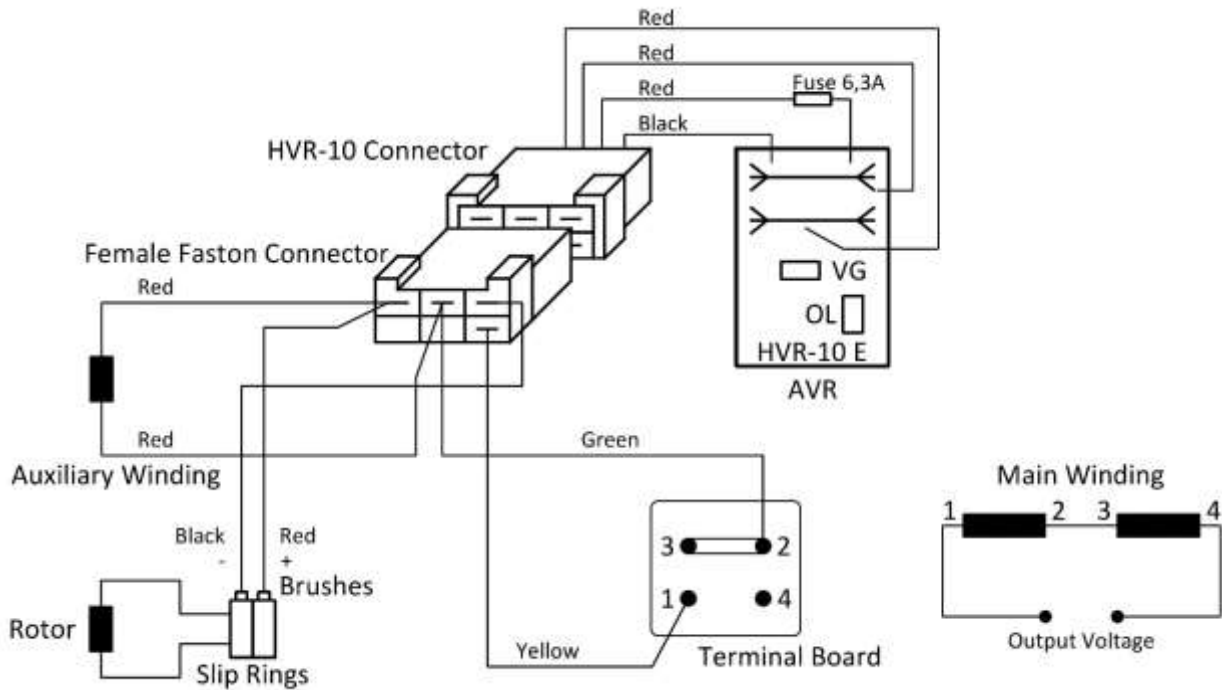 Red
Red
Fuse 6,3A
Red
Black
HVR-10 Connector
Female Faston Connector
Red
VG
OL
HVR-10 E
AVR
Red
Green
Auxiliary Winding
Main Winding
1 2 3 4
Black Red
- +
Brushes
3 2
1 4
Rotor
Slip Rings
Yellow
Terminal Board
Output Voltage